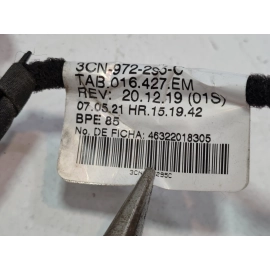 3CN-972-253-C
TAB.016.427.EM
REV: 20.12.19 (01S)
07.05.21 HR.15.19.42
BPE 85
No. DE FICHA: 46322018305